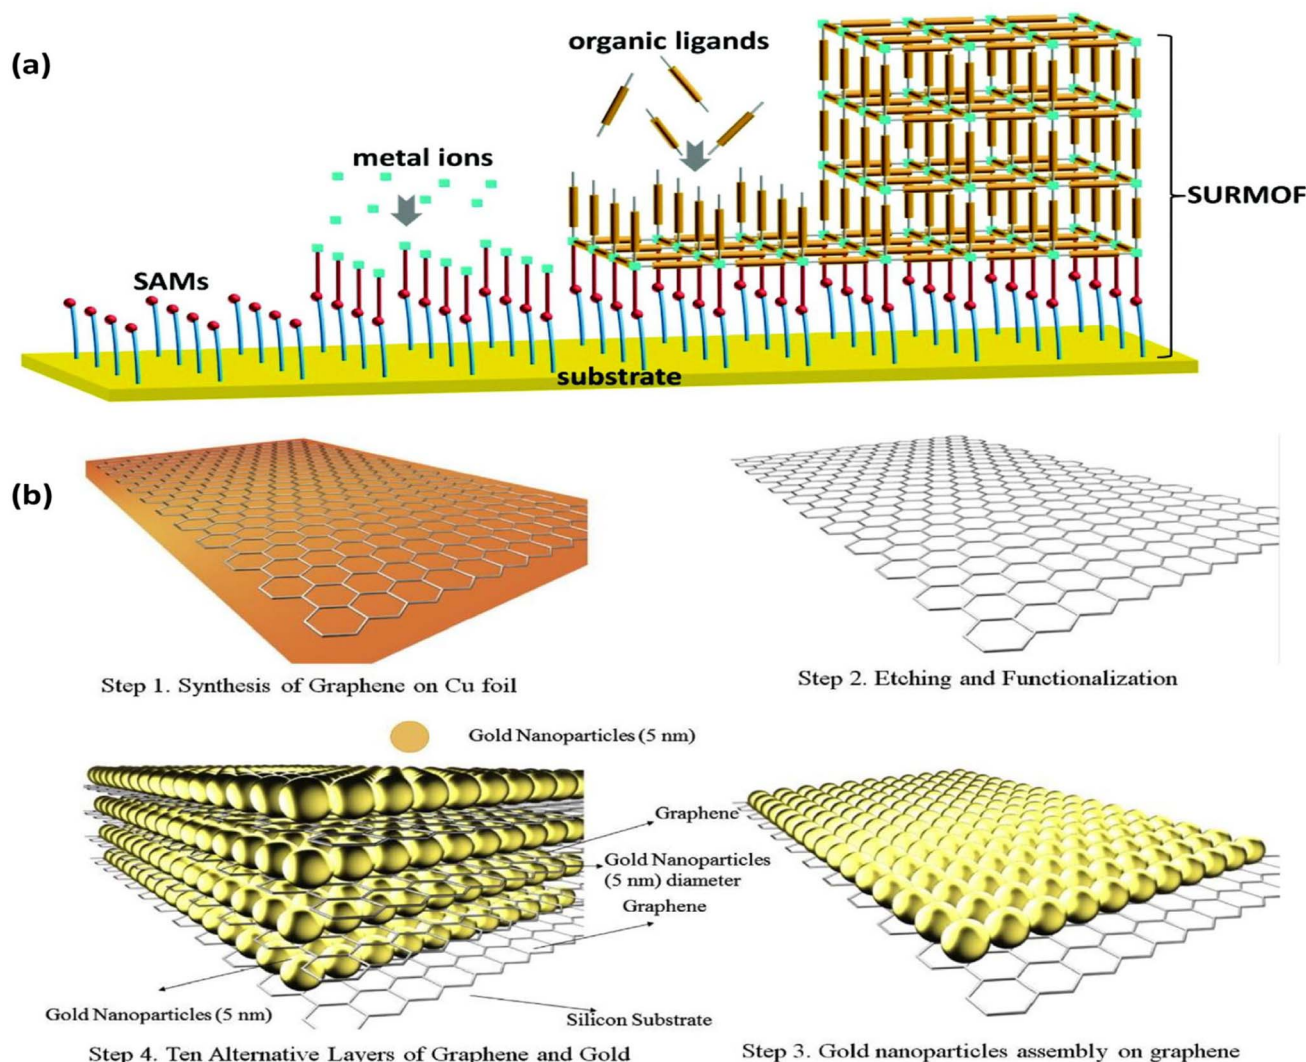 (a)
organic ligands
metal ions
SURMOF
SAMs
substrate
(b)
Step 1. Synthesis of Graphene on Cu foil
Step 2. Etching and Functionalization
Gold Nanoparticles (5 nm)
Graphene
Gold Nanoparticles
(5 nm) diameter
Graphene
Gold Nanoparticles (5 nm)
Silicon Substrate
Step 4. Ten Alternative Layers of Graphene and Gold
Step 3. Gold nanoparticles assembly on graphene